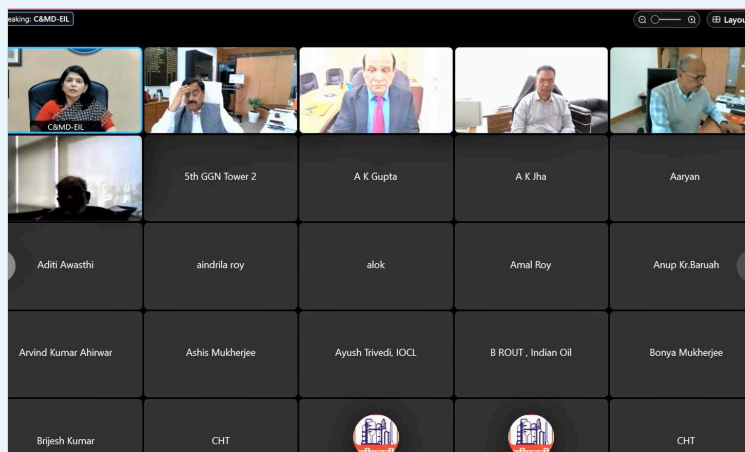 eaking: C&MD-EIL
Layou
C&MD-EIL
5th GGN Tower 2
A K Gupta
A K Jha
Aaryan
Aditi Awasthi
aindrila roy
alok
Amal Roy
Anup Kr.Baruah
Arvind Kumar Ahirwar
Ashis Mukherjee
Ayush Trivedi, IOCL
B ROUT , Indian Oil
Bonya Mukherjee
Brijesh Kumar
CHT
CHT